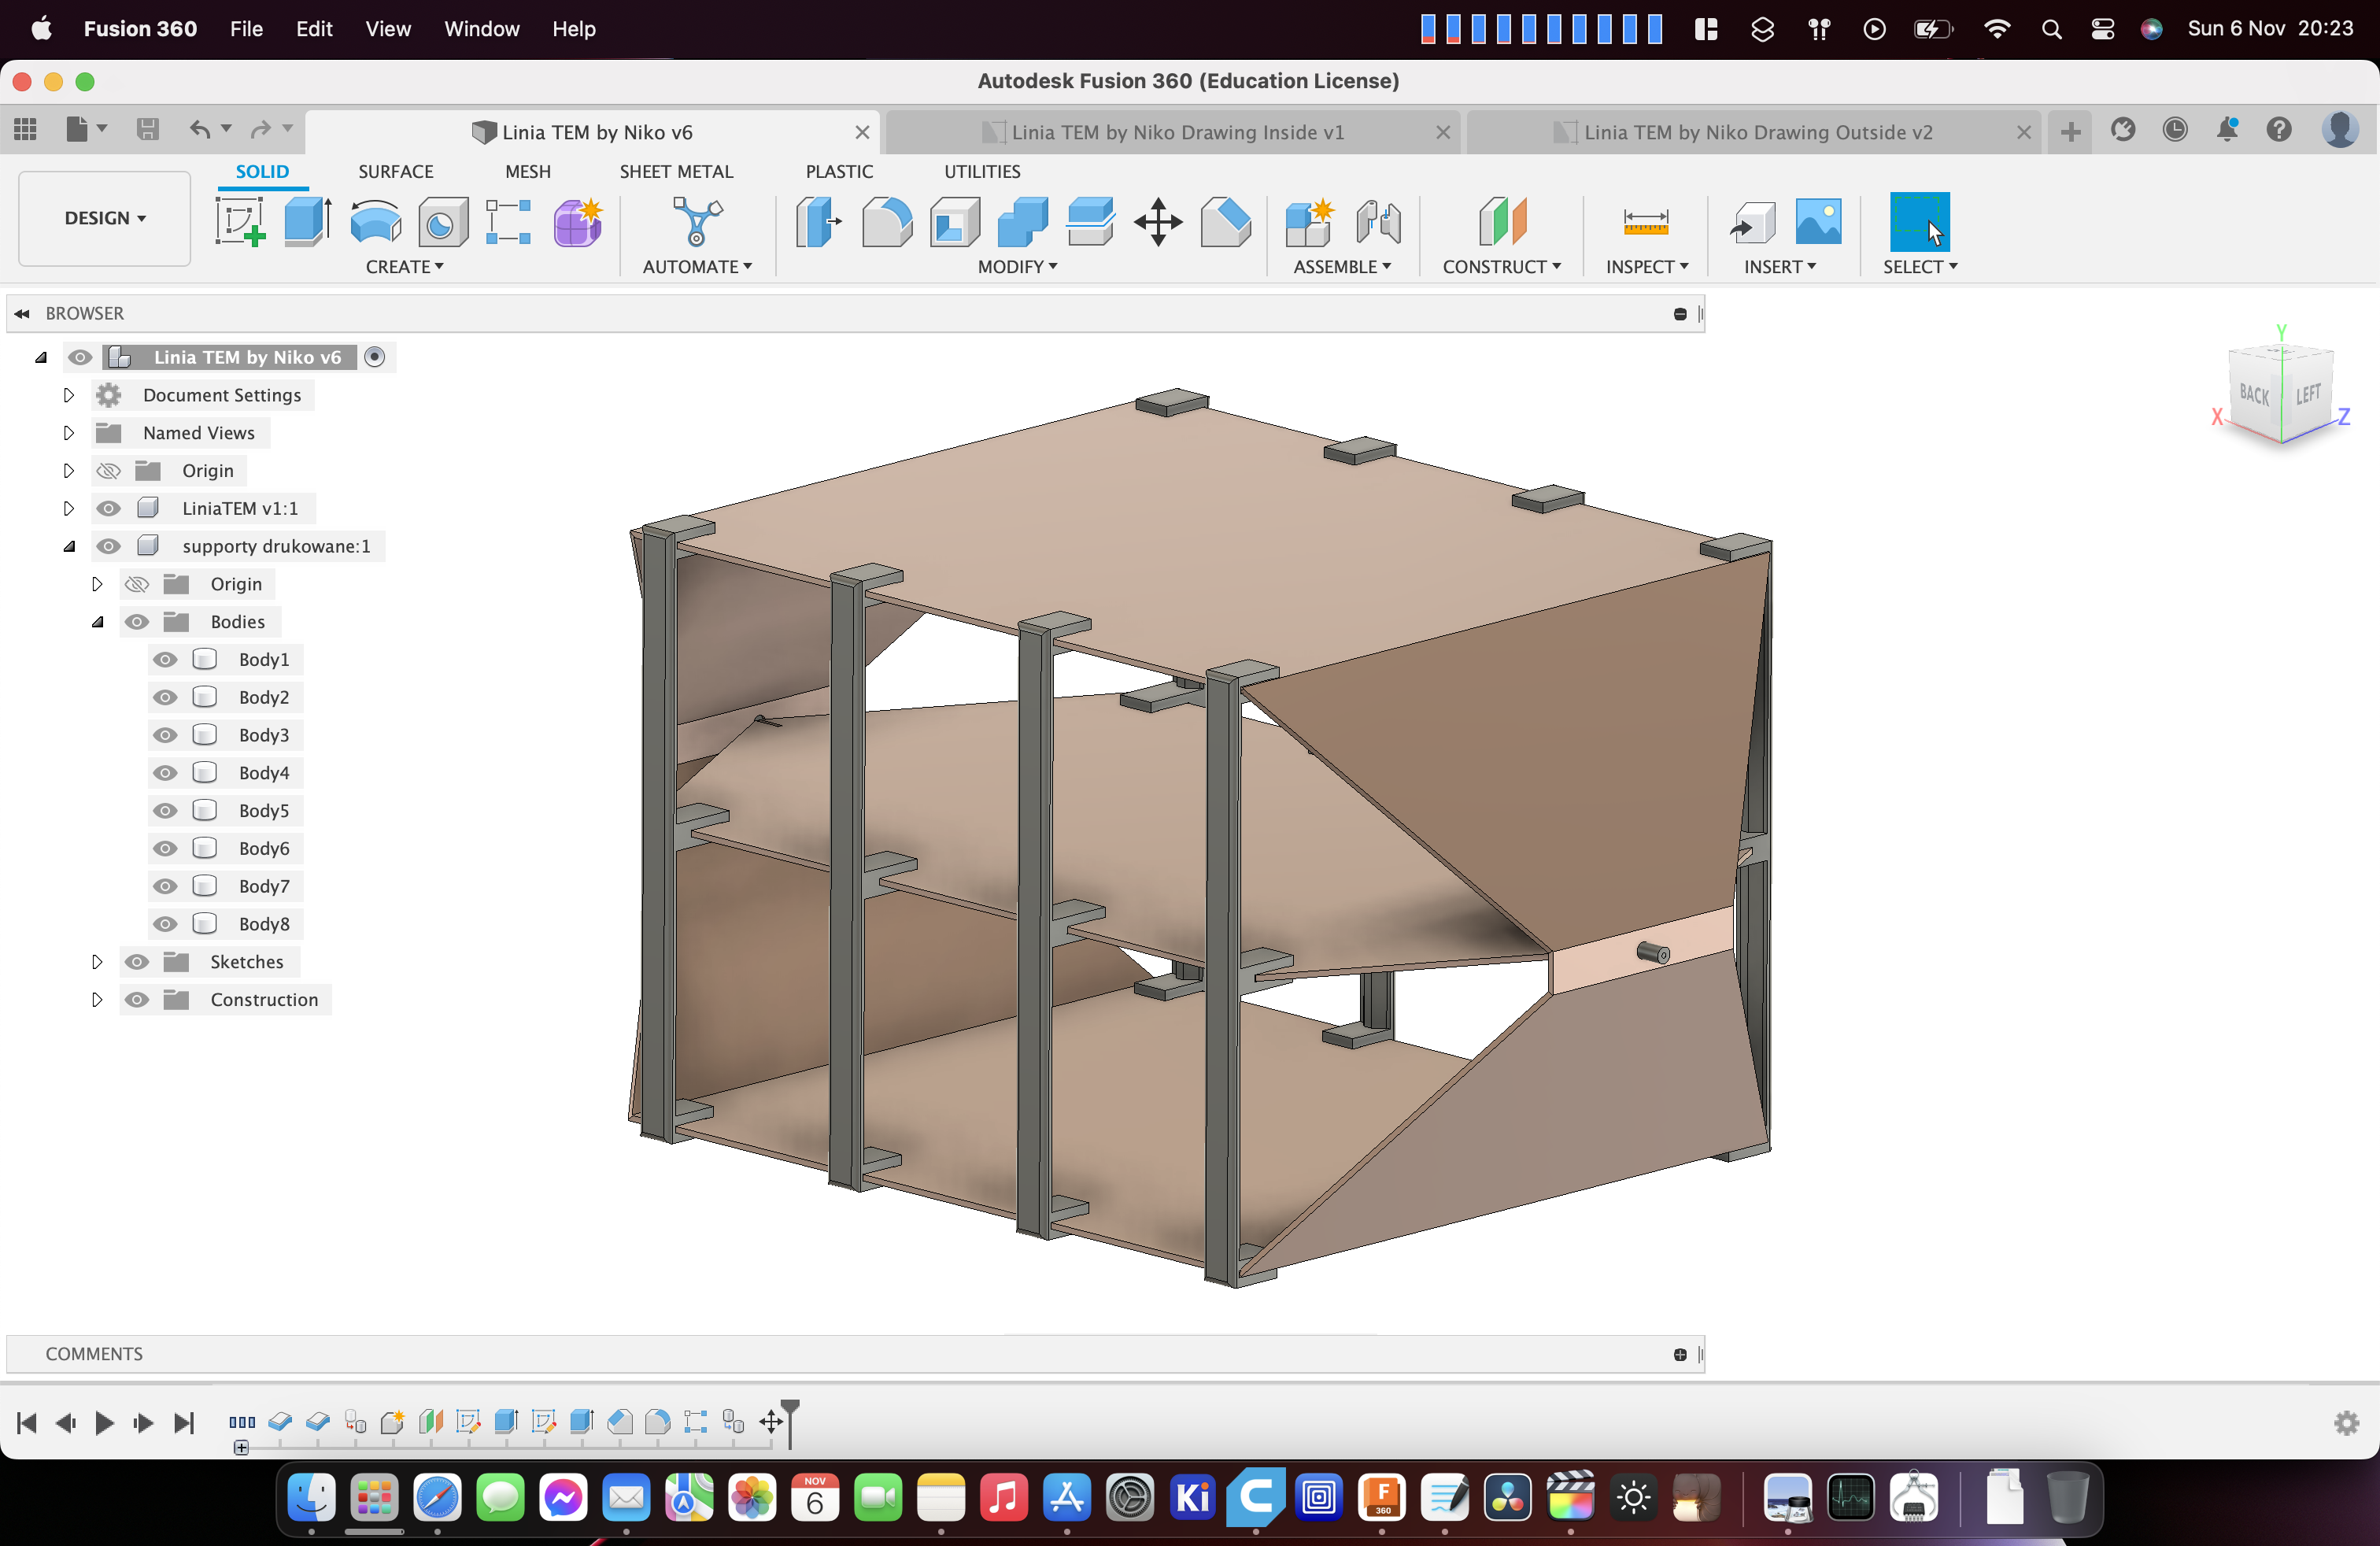 Fusion 360 File Edit View Window Help Sun 6 Nov 20:23
Autodesk Fusion 360 (Education License)
Linia TEM by Niko v6 Linia TEM by Niko Drawing Inside v1 Linia TEM by Niko Drawing Outside v2
SOLID SURFACE MESH SHEET METAL PLASTIC UTILITIES
DESIGN
CREATE AUTOMATE MODIFY ASSEMBLE CONSTRUCT INSPECT INSERT SELECT
BROWSER
Linia TEM by Niko v6
Document Settings
Named Views
Origin
LiniaTEM v1:1
supporty drukowane:1
Origin
Bodies
Body1
Body2
Body3
Body4
Body5
Body6
Body7
Body8
Sketches
Construction
Y
BACK LEFT
X Z
COMMENTS
NOV
6
Ki
F
360